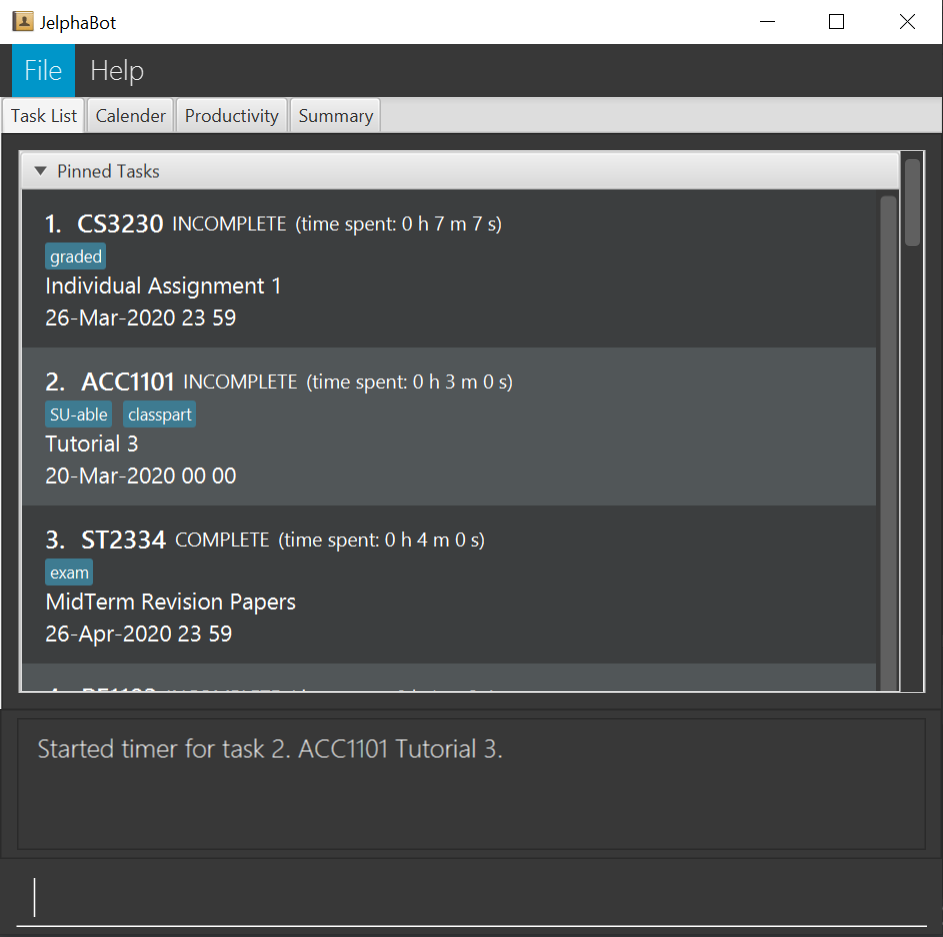 JelphaBot
File Help
Task List Calender Productivity Summary
Pinned Tasks
1. CS3230 INCOMPLETE (time spent: 0 h 7 m 7 s)
graded
Individual Assignment 1
26-Mar-2020 23 59
2. ACC1101 INCOMPLETE (time spent: 0 h 3 m 0 s)
SU-able classpart
Tutorial 3
20-Mar-2020 00 00
3. ST2334 COMPLETE (time spent: 0 h 4 m 0 s)
exam
MidTerm Revision Papers
26-Apr-2020 23 59
Started timer for task 2. ACC1101 Tutorial 3.